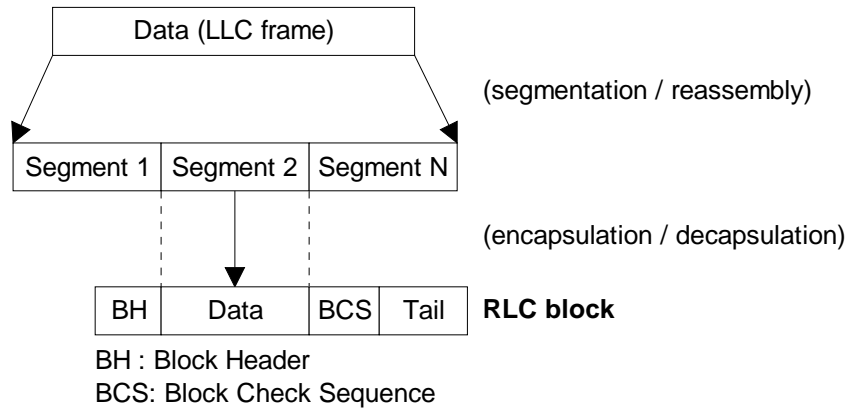 Data (LLC frame)
(segmentation / reassembly)
Segment 1 Segment 2 Segment N
(encapsulation / decapsulation)
BH Data BCS Tail RLC block
BH : Block Header
BCS: Block Check Sequence